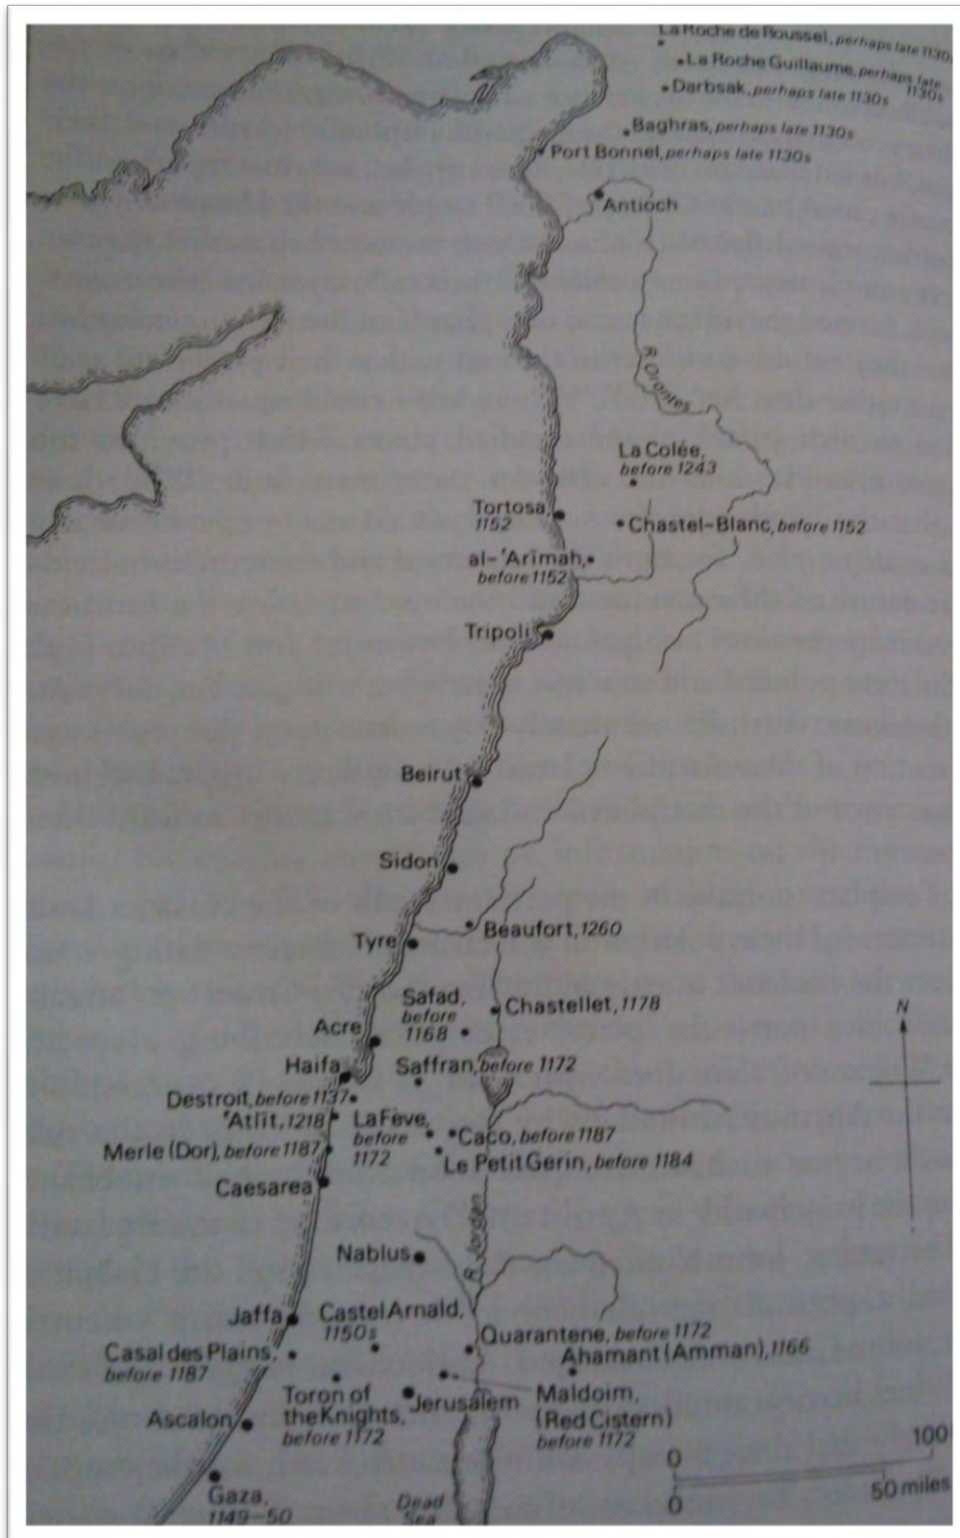 La Roche de Roussel, perhaps late 1130
La Roche Guillaume, perhaps late
1130s
Darbsak, perhaps late 1130s
Baghras, perhaps late 1130s
Port Bonnel, perhaps late 1130s
Antioch
R. Orontes
La Colée,
before 1243
Tortosa
1152
Chastel-Blanc, before 1152
al-'Arīmah,
before 1152
Tripoli
Beirut
Sidon
Beaufort, 1260
Tyre
Safad,
before
1168
Chastellet, 1178
N
Acre
Haifa
Saffran, before 1172
Destroit, before 1137
'Atlīt, 1218
La Feve,
before
1172
Caco, before 1187
Merle (Dor), before 1187
Le Petit Gerin, before 1184
Caesarea
R. Jorden
Nablus
Jaffa
Castel Arnald,
1150s
Quarantene, before 1172
Casal des Plains,
before 1187
Ahamant (Amman), 1166
Toron of
the Knights,
before 1172
Jerusalem
Maldoim,
(Red Cistern)
before 1172
Ascalon
0
100
0
50 miles
Gaza,
1149-50
Dead
Sea